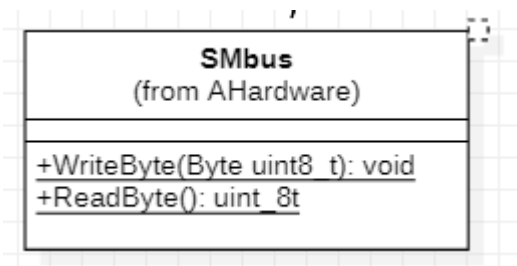 SMbus
(from AHardware)
+WriteByte(Byte uint8_t): void
+ReadByte(): uint_8t